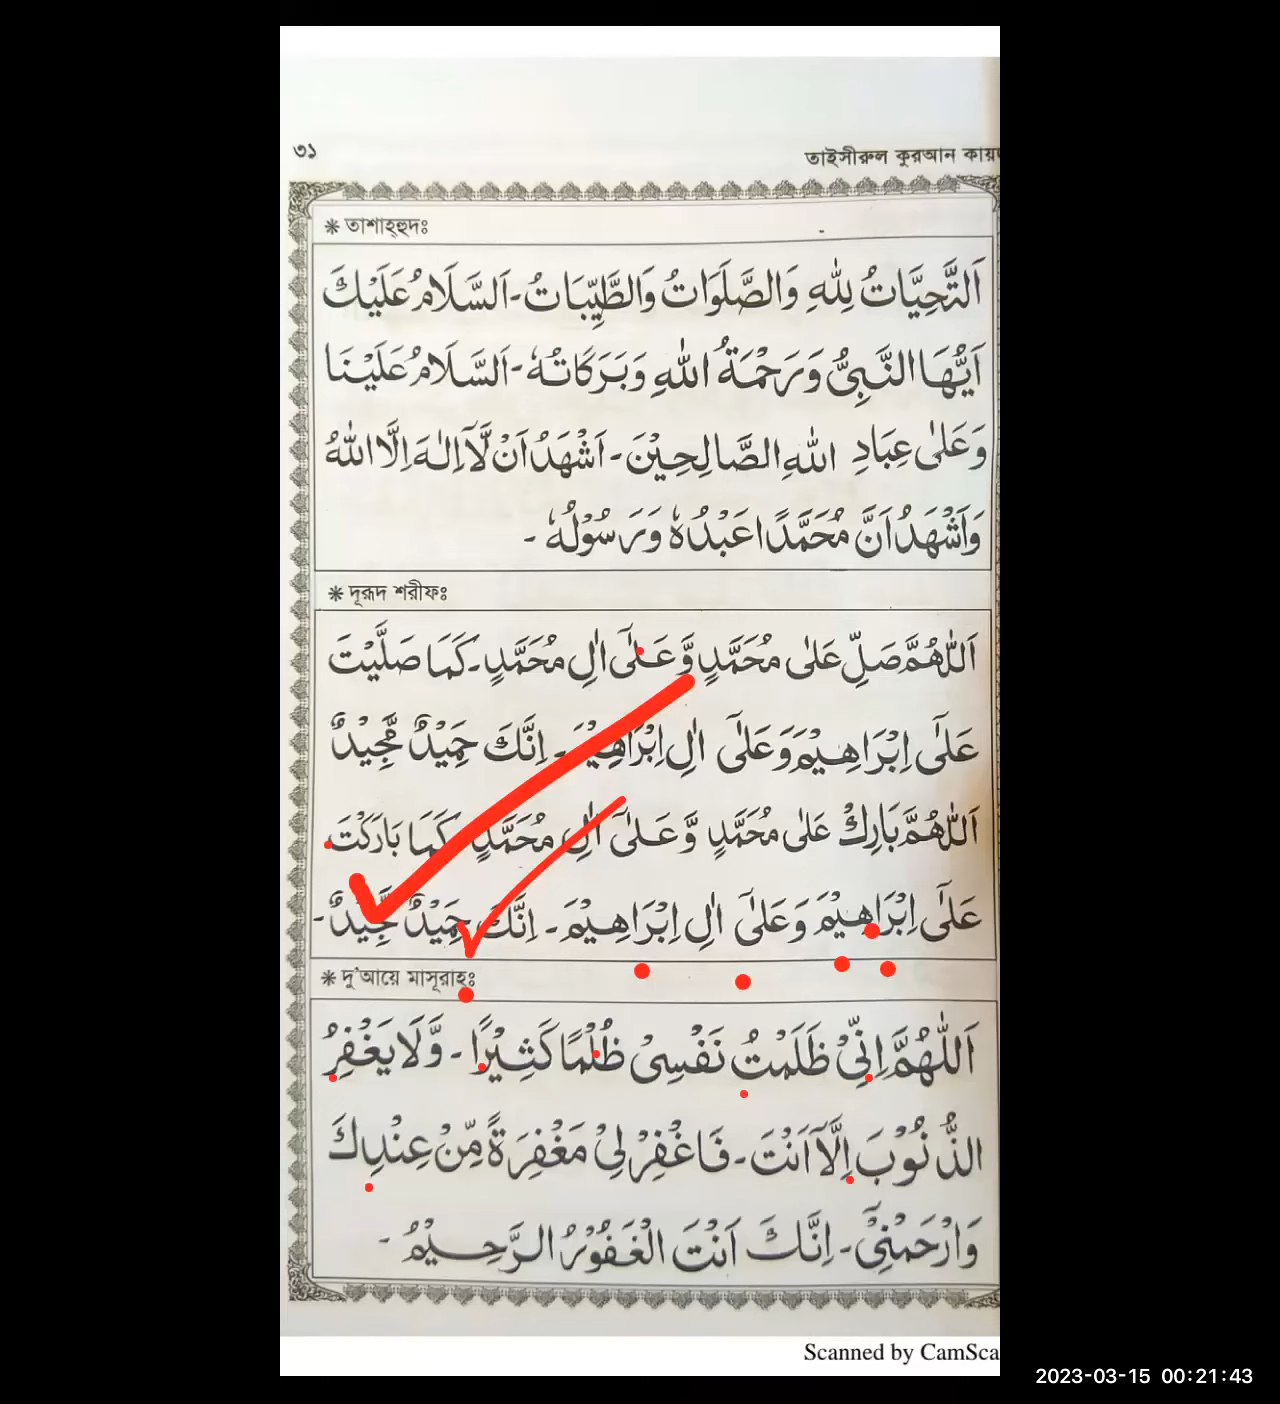 ৩১
তাইসীরুল কুরআন
* তাশাহ্হুদঃ
اَلتَّحِيَّاتُ لِلّٰهِ وَالصَّلَوَاتُ وَالطَّيِّبَاتُ-اَلسَّلَامُ عَلَيْكَ
اَيُّهَا النَّبِىُّ وَرَحْمَةُ اللّٰهِ وَبَرَكَاتُهٗ-اَلسَّلَامُ عَلَيْنَا
وَعَلٰى عِبَادِ اللّٰهِ الصَّالِحِيْنَ-اَشْهَدُ اَنْ لَّآاِلٰهَ اِلَّا اللّٰهُ
وَاَشْهَدُ اَنَّ مُحَمَّدًا عَبْدُهٗ وَرَسُوْلُهٗ -
* দূরূদ শরীফঃ
اَللّٰهُمَّ صَلِّ عَلٰى مُحَمَّدٍ وَّعَلٰٓى اٰلِ مُحَمَّدٍ-كَمَا صَلَّيْتَ
عَلٰٓى اِبْرَاهِيْمَ وَعَلٰٓى اٰلِ اِبْرَاهِيْمَ- اِنَّكَ حَمِيْدٌ مَّجِيْدٌ
اَللّٰهُمَّ بَارِكْ عَلٰى مُحَمَّدٍ وَّعَلٰٓى اٰلِ مُحَمَّدٍ كَمَا بَارَكْتَ
عَلٰٓى اِبْرَاهِيْمَ وَعَلٰٓى اٰلِ اِبْرَاهِيْمَ - اِنَّكَ حَمِيْدٌ مَّجِيْدٌ-
* দু'আয়ে মাসূরাহঃ
اَللّٰهُمَّ اِنِّىْ ظَلَمْتُ نَفْسِىْ ظُلْمًا كَثِيْرًا - وَّلَا يَغْفِرُ
الذُّنُوْبَ اِلَّآ اَنْتَ-فَاغْفِرْلِىْ مَغْفِرَةً مِّنْ عِنْدِكَ
وَارْحَمْنِىْٓ- اِنَّكَ اَنْتَ الْغَفُوْرُ الرَّحِيْمُ -
Scanned by CamSca
2023-03-15 00:21:43